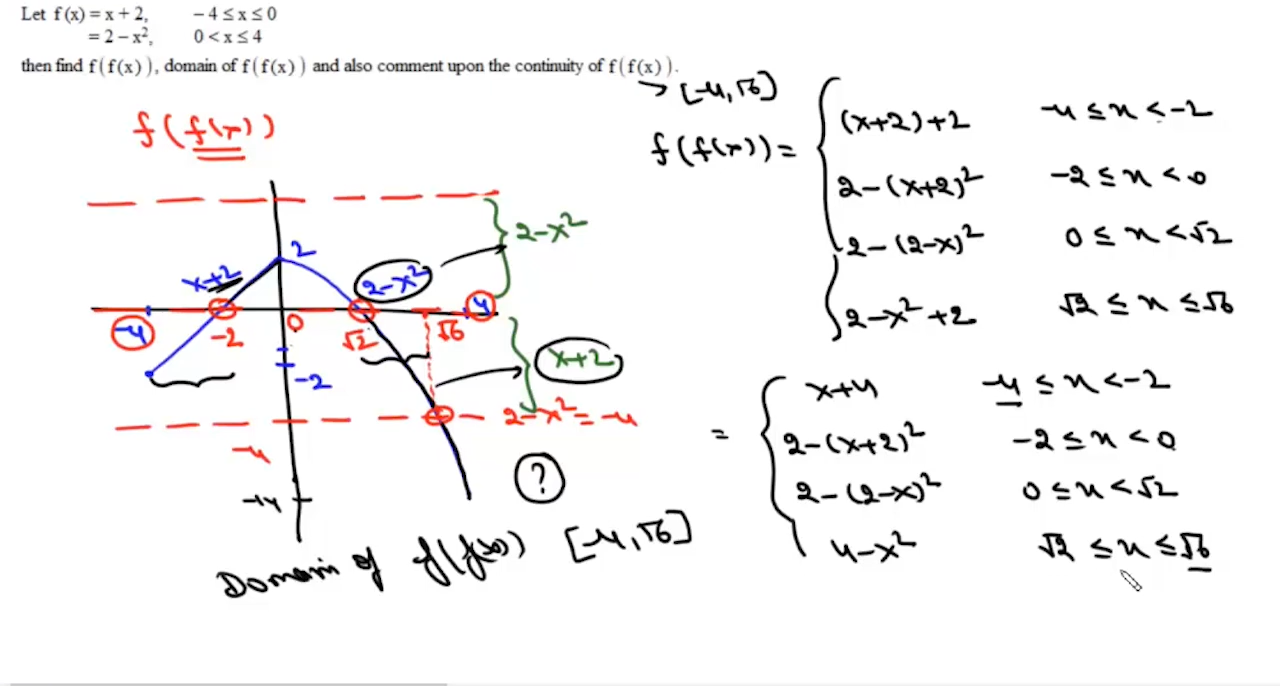 Let f(x) = x + 2, − 4 ≤ x ≤ 0
= 2 − x², 0 < x ≤ 4
then find f(f(x)), domain of f(f(x)) and also comment upon the continuity of f(f(x)).
→ [-4, √6]
f(f(x))
f(f(x)) =
(x+2)+2 -4 ≤ x < -2
2-(x+2)² -2 ≤ x < 0
2-(2-x)² 0 ≤ x < √2
2-x²+2 √2 ≤ x ≤ √6
2
x+2
2-x²
2-x²
4
-4
-2
0
√2
√6
x+2
-2
2-x² = -4
-4
?
-14
Domain of f(f(x)) [-4, √6]
=
x+4 -4 ≤ x < -2
2-(x+2)² -2 ≤ x < 0
2-(2-x)² 0 ≤ x < √2
4-x² √2 ≤ x ≤ √6